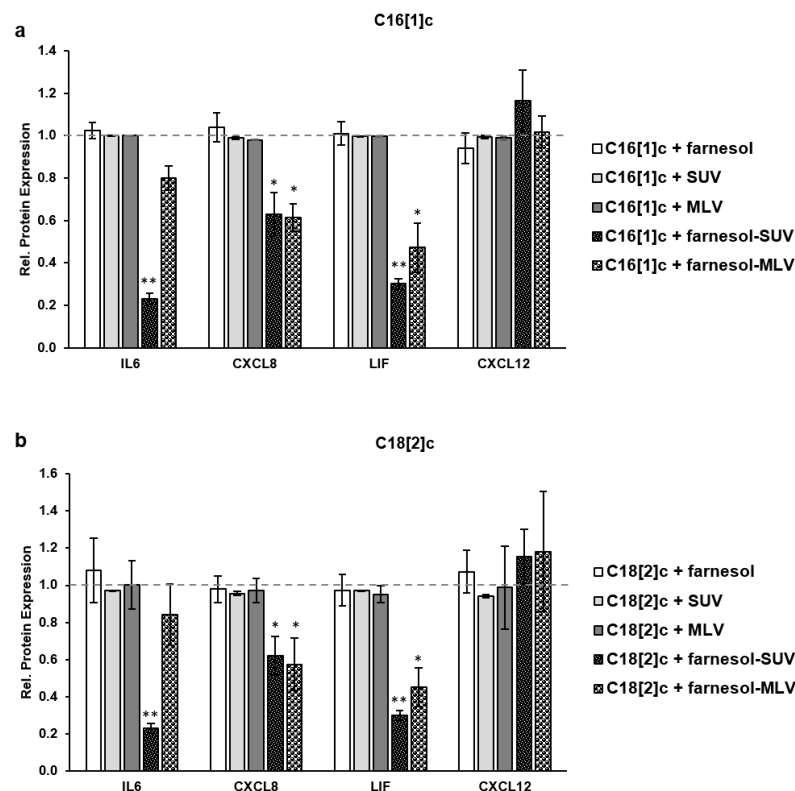 a
C16[1]c
Rel. Protein Expression
1.4
1.2
1.0
0.8
0.6
0.4
0.2
0.0
**
* *
**
*
IL6 CXCL8 LIF CXCL12
C16[1]c + farnesol
C16[1]c + SUV
C16[1]c + MLV
C16[1]c + farnesol-SUV
C16[1]c + farnesol-MLV
b
C18[2]c
Rel. Protein Expression
1.6
1.4
1.2
1.0
0.8
0.6
0.4
0.2
0.0
**
* *
**
*
IL6 CXCL8 LIF CXCL12
C18[2]c + farnesol
C18[2]c + SUV
C18[2]c + MLV
C18[2]c + farnesol-SUV
C18[2]c + farnesol-MLV